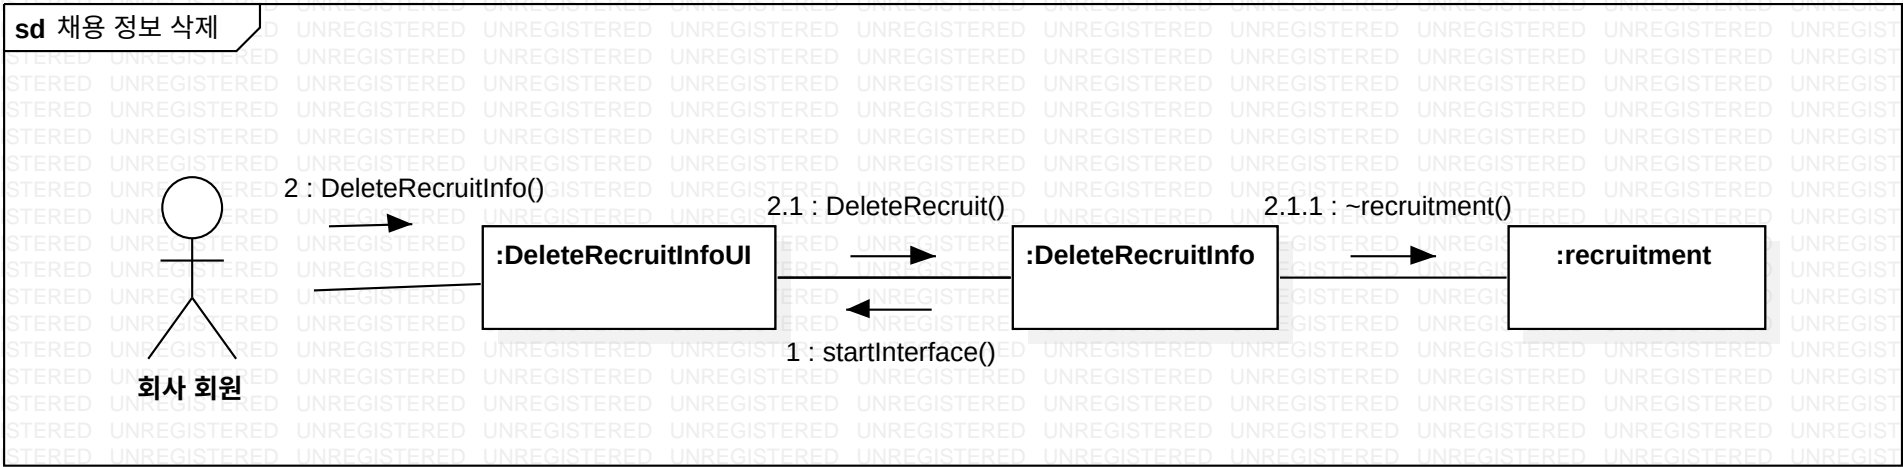 sd 채용 정보 삭제
2 : DeleteRecruitInfo()
2.1 : DeleteRecruit()
2.1.1 : ~recruitment()
:DeleteRecruitInfoUI
:DeleteRecruitInfo
:recruitment
1 : startInterface()
회사 회원
UNREGISTERED